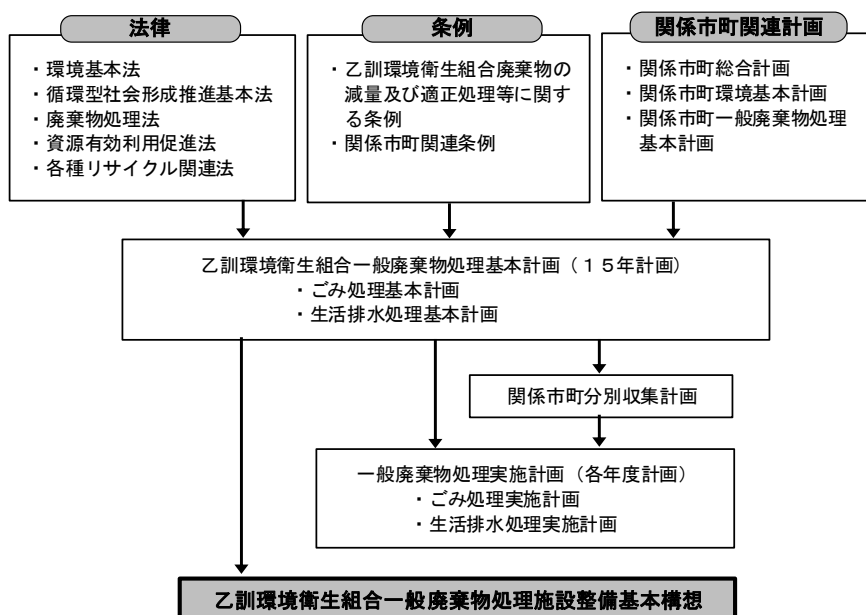 法律
・環境基本法
・循環型社会形成推進基本法
・廃棄物処理法
・資源有効利用促進法
・各種リサイクル関連法
条例
・乙訓環境衛生組合廃棄物の
減量及び適正処理等に関す
る条例
・関係市町関連条例
関係市町関連計画
・関係市町総合計画
・関係市町環境基本計画
・関係市町一般廃棄物処理
基本計画
乙訓環境衛生組合一般廃棄物処理基本計画（１５年計画）
・ごみ処理基本計画
・生活排水処理基本計画
関係市町分別収集計画
一般廃棄物処理実施計画（各年度計画）
・ごみ処理実施計画
・生活排水処理実施計画
乙訓環境衛生組合一般廃棄物処理施設整備基本構想